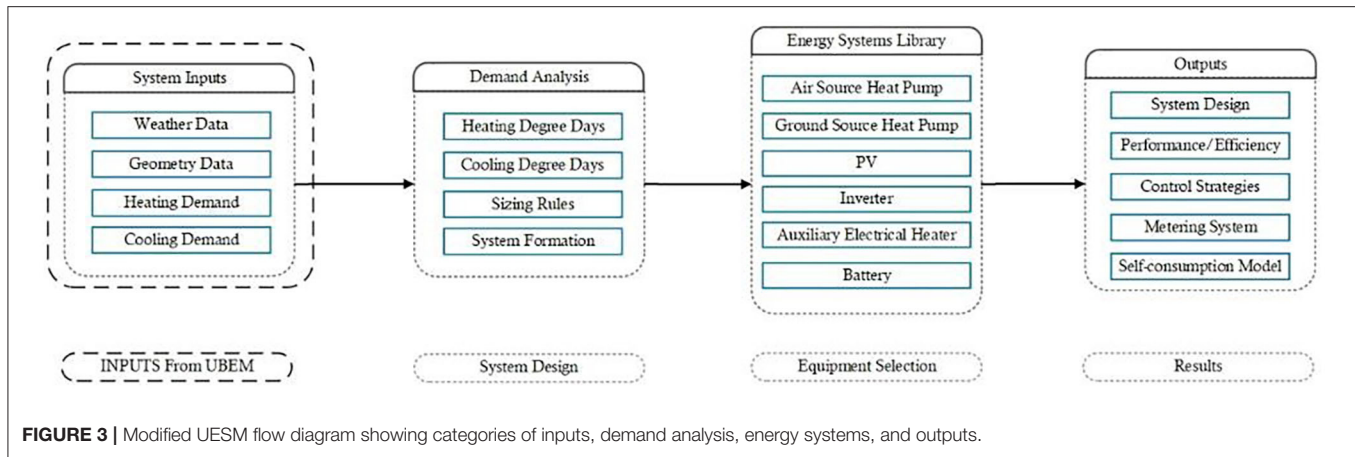 System Inputs
Weather Data
Geometry Data
Heating Demand
Cooling Demand
INPUTS From UBEM
Demand Analysis
Heating Degree Days
Cooling Degree Days
Sizing Rules
System Formation
System Design
Energy Systems Library
Air Source Heat Pump
Ground Source Heat Pump
PV
Inverter
Auxiliary Electrical Heater
Battery
Equipment Selection
Outputs
System Design
Performance/Efficiency
Control Strategies
Metering System
Self-consumption Model
Results
FIGURE 3 | Modified UESM flow diagram showing categories of inputs, demand analysis, energy systems, and outputs.